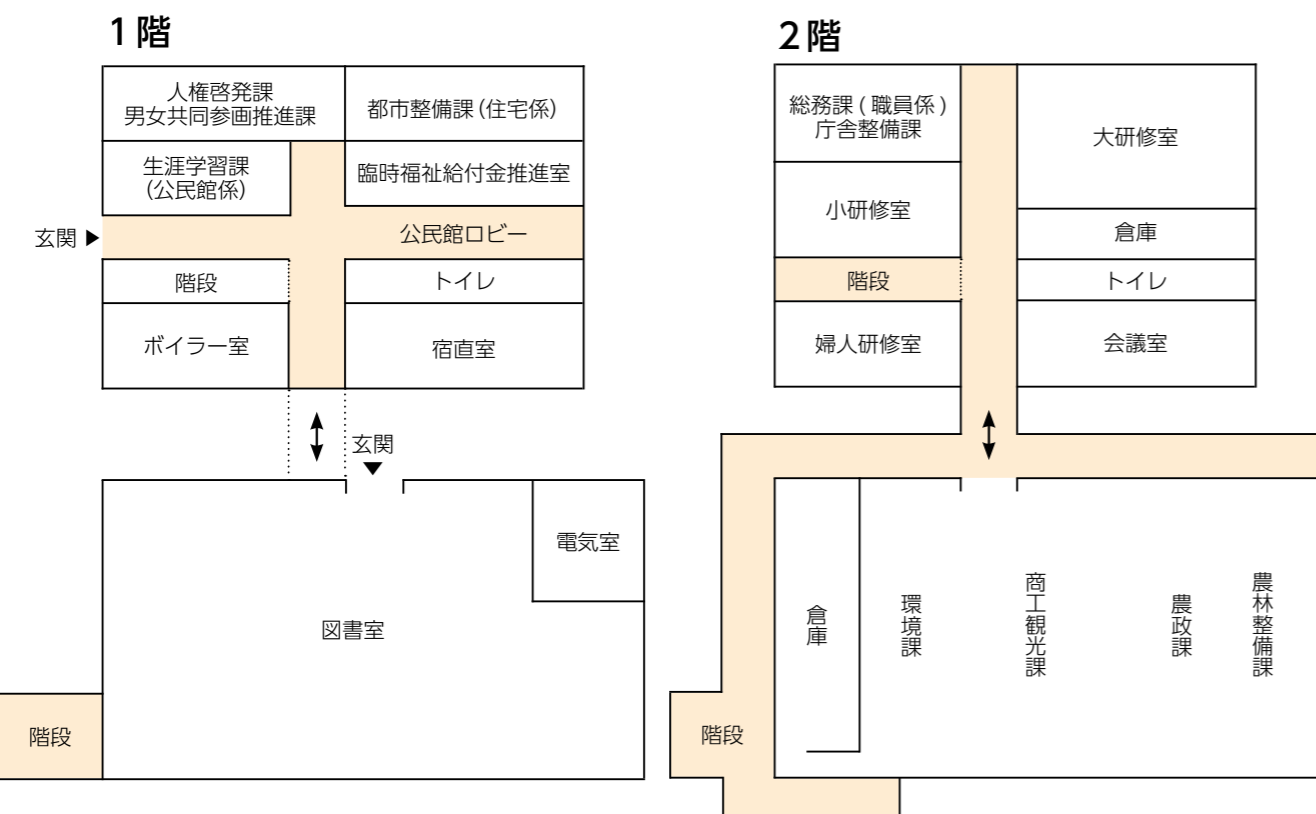 1階
人権啓発課
男女共同参画推進課
都市整備課(住宅係)
生涯学習課
(公民館係)
臨時福祉給付金推進室
玄関▶
公民館ロビー
階段
トイレ
ボイラー室
宿直室
玄関
▼
電気室
図書室
階段
2階
総務課(職員係)
庁舎整備課
大研修室
小研修室
倉庫
階段
トイレ
婦人研修室
会議室
倉庫
環境課
商工観光課
農政課
農林整備課
階段